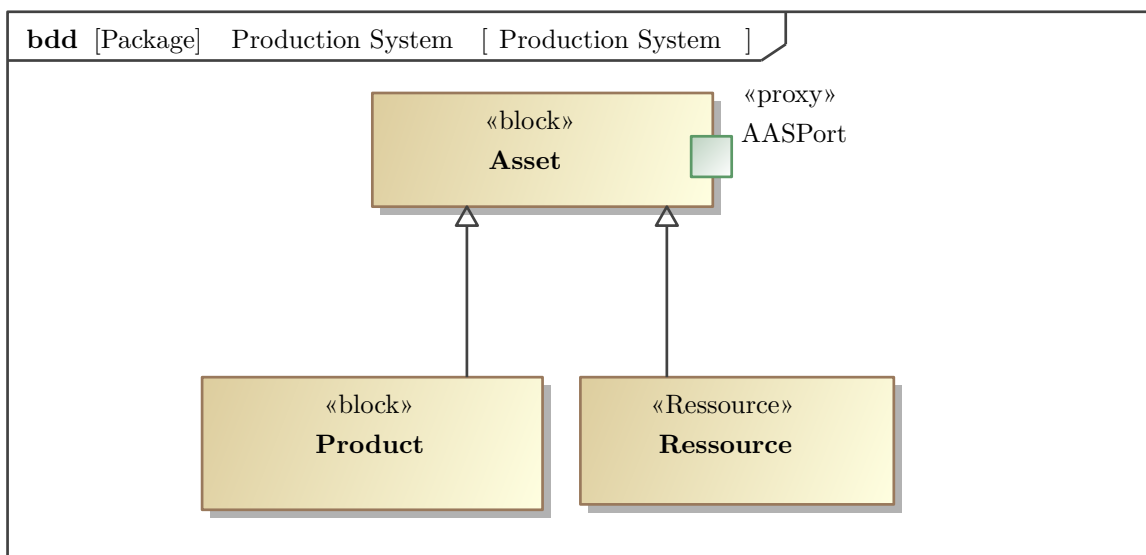 bdd [Package] Production System [ Production System ]
«proxy»
AASPort
«block»
Asset
«block»
Product
«Ressource»
Ressource